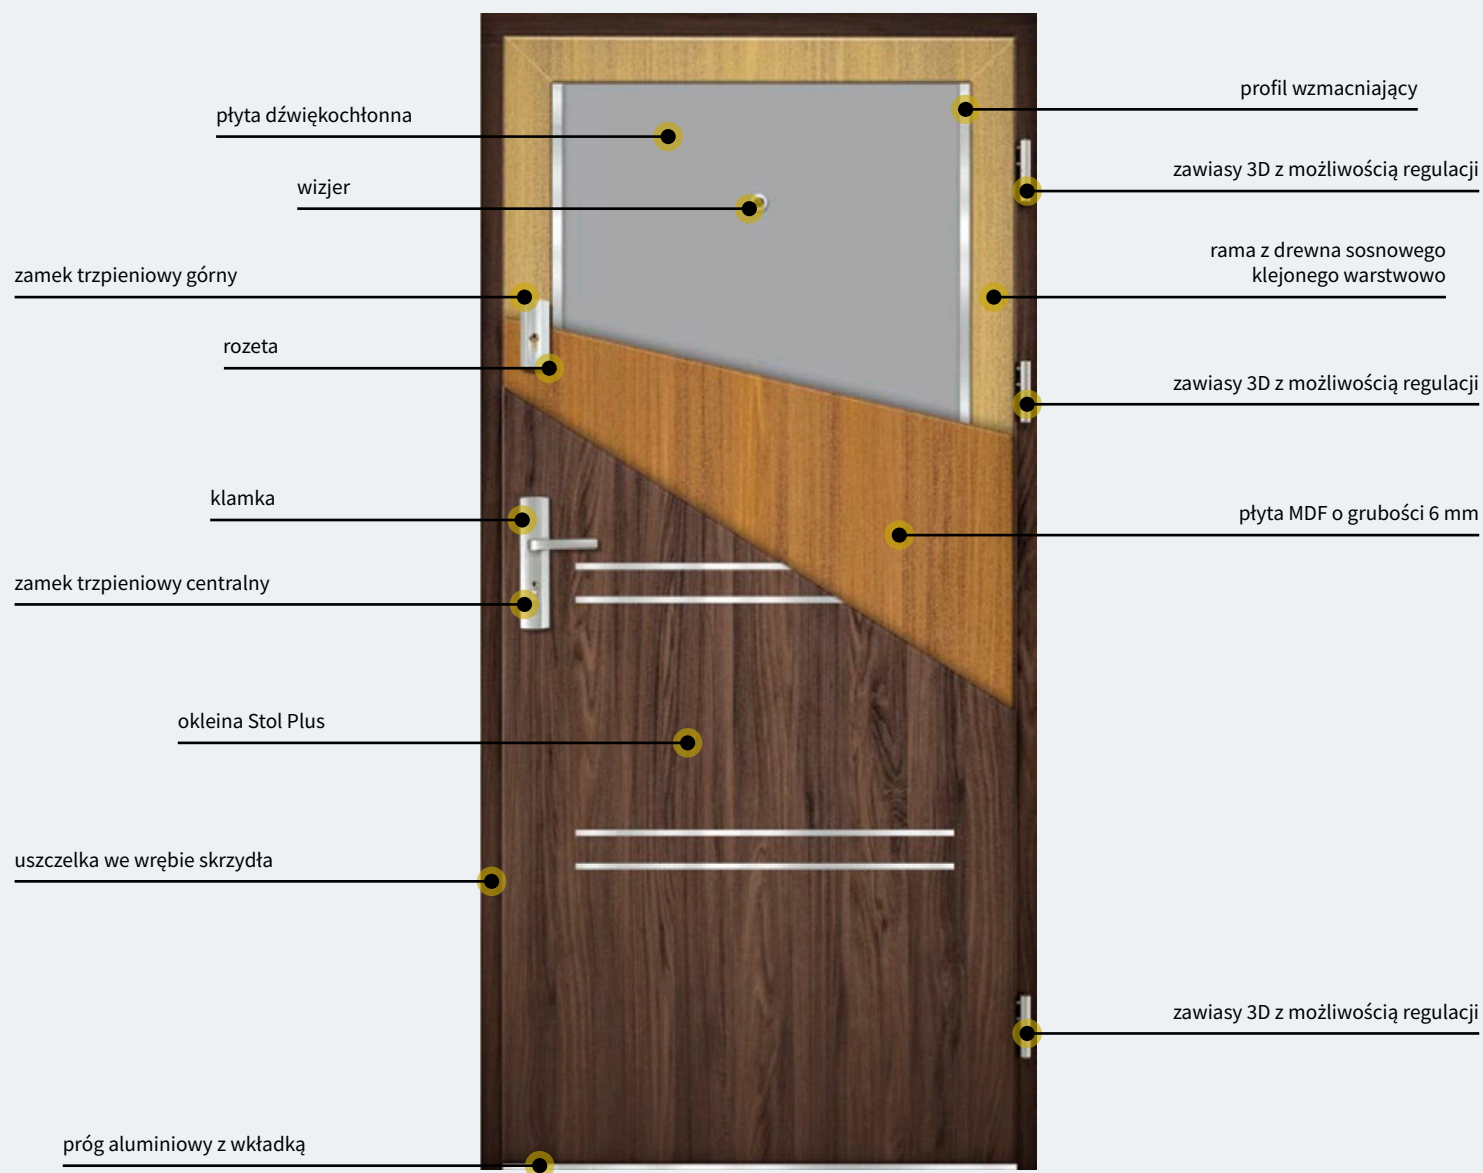 płyta dźwiękochłonna
wizjer
zamek trzpieniowy górny
rozeta
klamka
zamek trzpieniowy centralny
okleina Stol Plus
uszczelka we wrębie skrzydła
próg aluminiowy z wkładką
profil wzmacniający
zawiasy 3D z możliwością regulacji
rama z drewna sosnowego
klejonego warstwowo
zawiasy 3D z możliwością regulacji
płyta MDF o grubości 6 mm
zawiasy 3D z możliwością regulacji